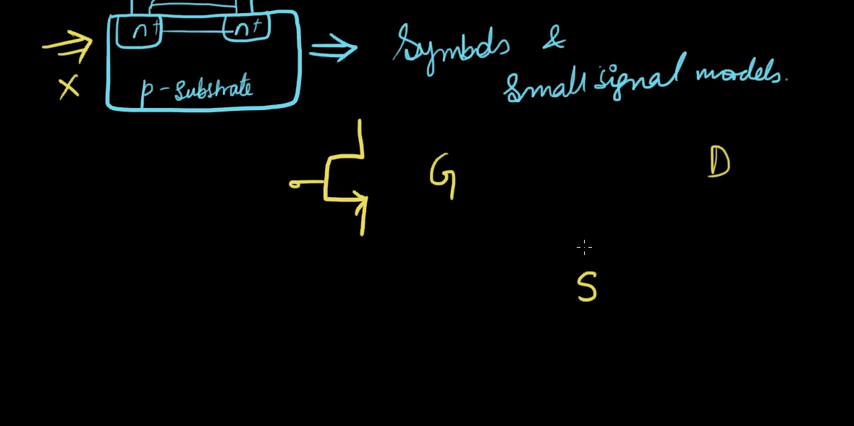 n+ n+
⇒ Symbols &
X p-substrate small signal models.
G D
S